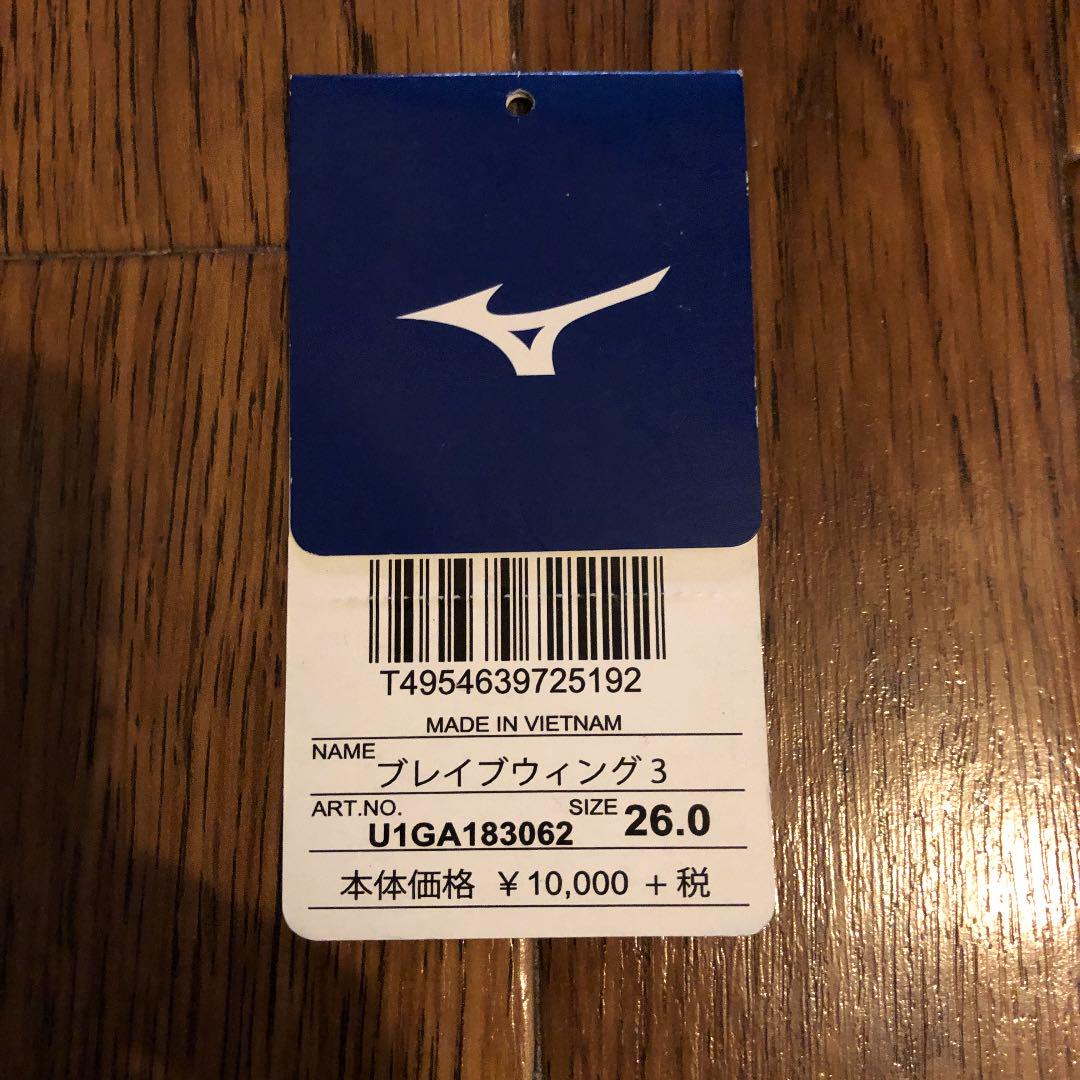 T4954639725192
MADE IN VIETNAM
NAME ブレイブウィング3
ART.NO. U1GA183062 SIZE 26.0
本体価格 ￥10,000 + 税